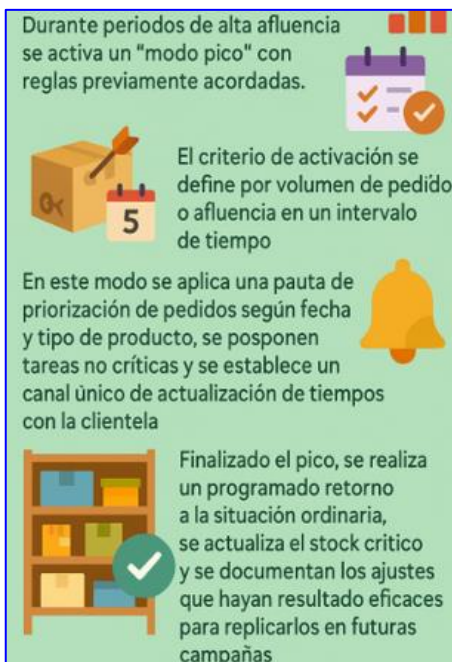 Durante periodos de alta afluencia
se activa un "modo pico" con
reglas previamente acordadas.
5
El criterio de activación se
define por volumen de pedido
o afluencia en un intervalo
de tiempo
En este modo se aplica una pauta de
priorización de pedidos según fecha
y tipo de producto, se posponen
tareas no críticas y se establece un
canal único de actualización de tiempos
con la clientela
Finalizado el pico, se realiza
un programado retorno
a la situación ordinaria,
se actualiza el stock critico
y se documentan los ajustes
que hayan resultado eficaces
para replicarlos en futuras
campañas